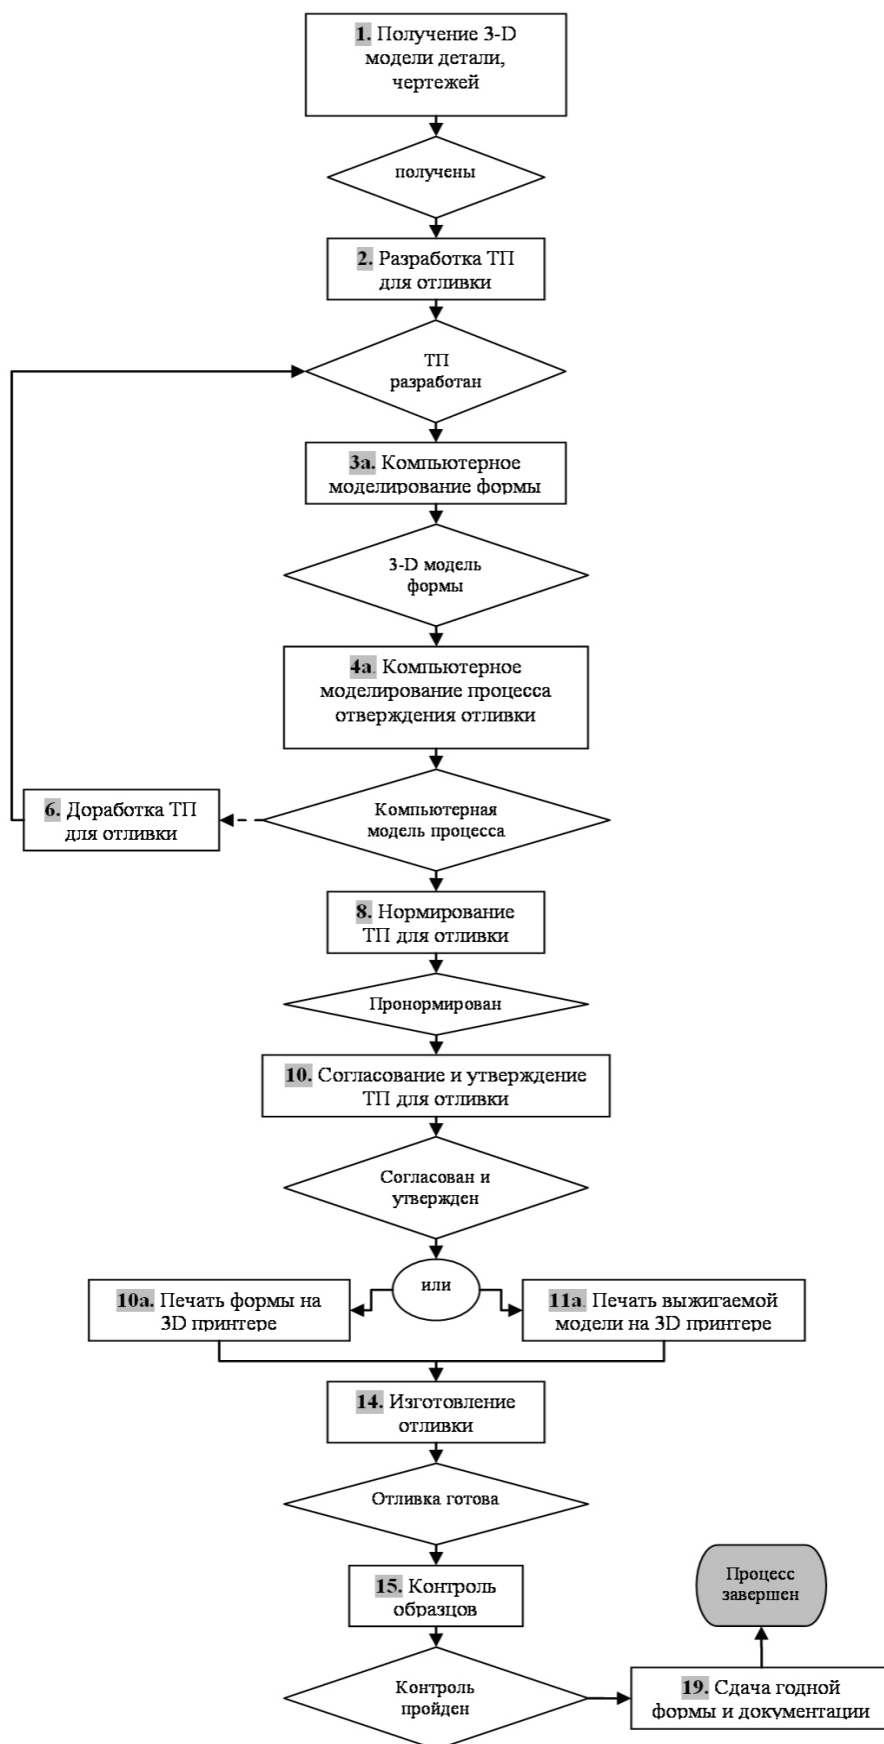 1. Получение 3-D
модели детали,
чертежей
получены
2. Разработка ТП
для отливки
ТП
разработан
3а. Компьютерное
моделирование формы
3-D модель
формы
4а. Компьютерное
моделирование процесса
отверждения отливки
6. Доработка ТП
для отливки
Компьютерная
модель процесса
8. Нормирование
ТП для отливки
Пронормирован
10. Согласование и утверждение
ТП для отливки
Согласован и
утвержден
или
10а. Печать формы на
3D принтере
11а. Печать выжигаемой
модели на 3D принтере
14. Изготовление
отливки
Отливка готова
15. Контроль
образцов
Процесс
завершен
Контроль
пройден
19. Сдача годной
формы и документации